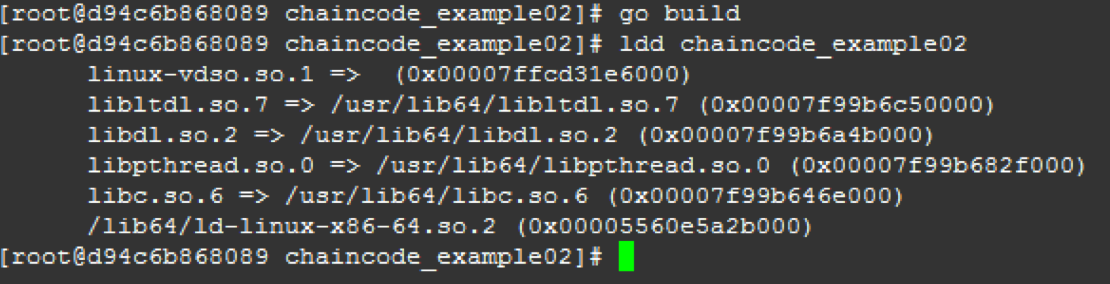 [root@d94c6b868089 chaincode_example02]# go build
[root@d94c6b868089 chaincode_example02]# ldd chaincode_example02
linux-vdso.so.1 =>  (0x00007ffcd31e6000)
libltdl.so.7 => /usr/lib64/libltdl.so.7 (0x00007f99b6c50000)
libdl.so.2 => /usr/lib64/libdl.so.2 (0x00007f99b6a4b000)
libpthread.so.0 => /usr/lib64/libpthread.so.0 (0x00007f99b682f000)
libc.so.6 => /usr/lib64/libc.so.6 (0x00007f99b646e000)
/lib64/ld-linux-x86-64.so.2 (0x00005560e5a2b000)
[root@d94c6b868089 chaincode_example02]#